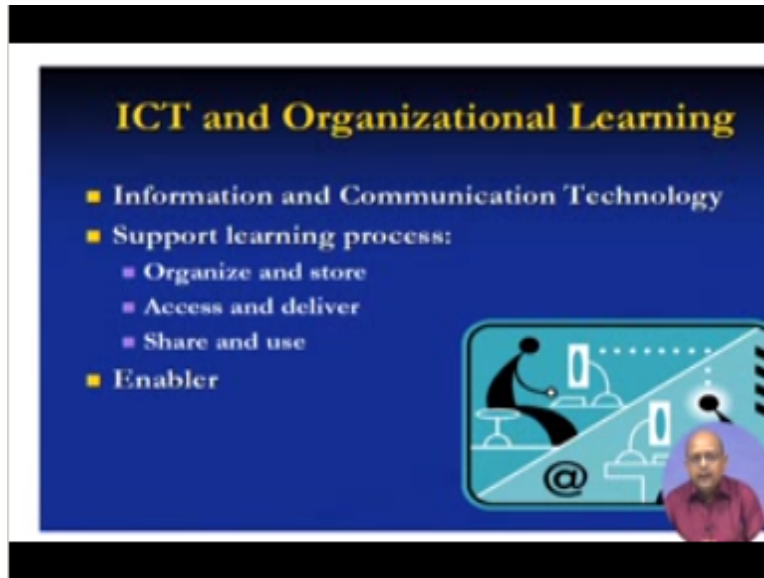 ICT and Organizational Learning
Information and Communication Technology
Support learning process:
Organize and store
Access and deliver
Share and use
Enabler
@